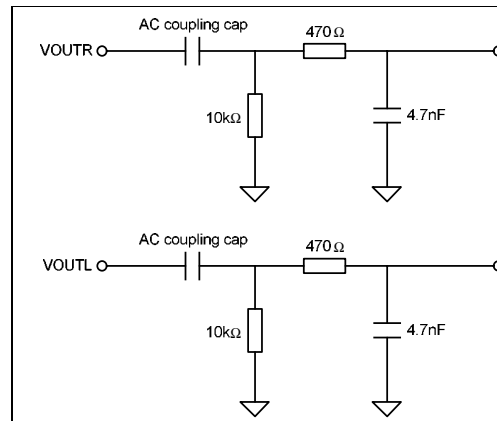 AC coupling cap
470Ω
VOUTR
10kΩ
4.7nF
AC coupling cap
470Ω
VOUTL
10kΩ
4.7nF